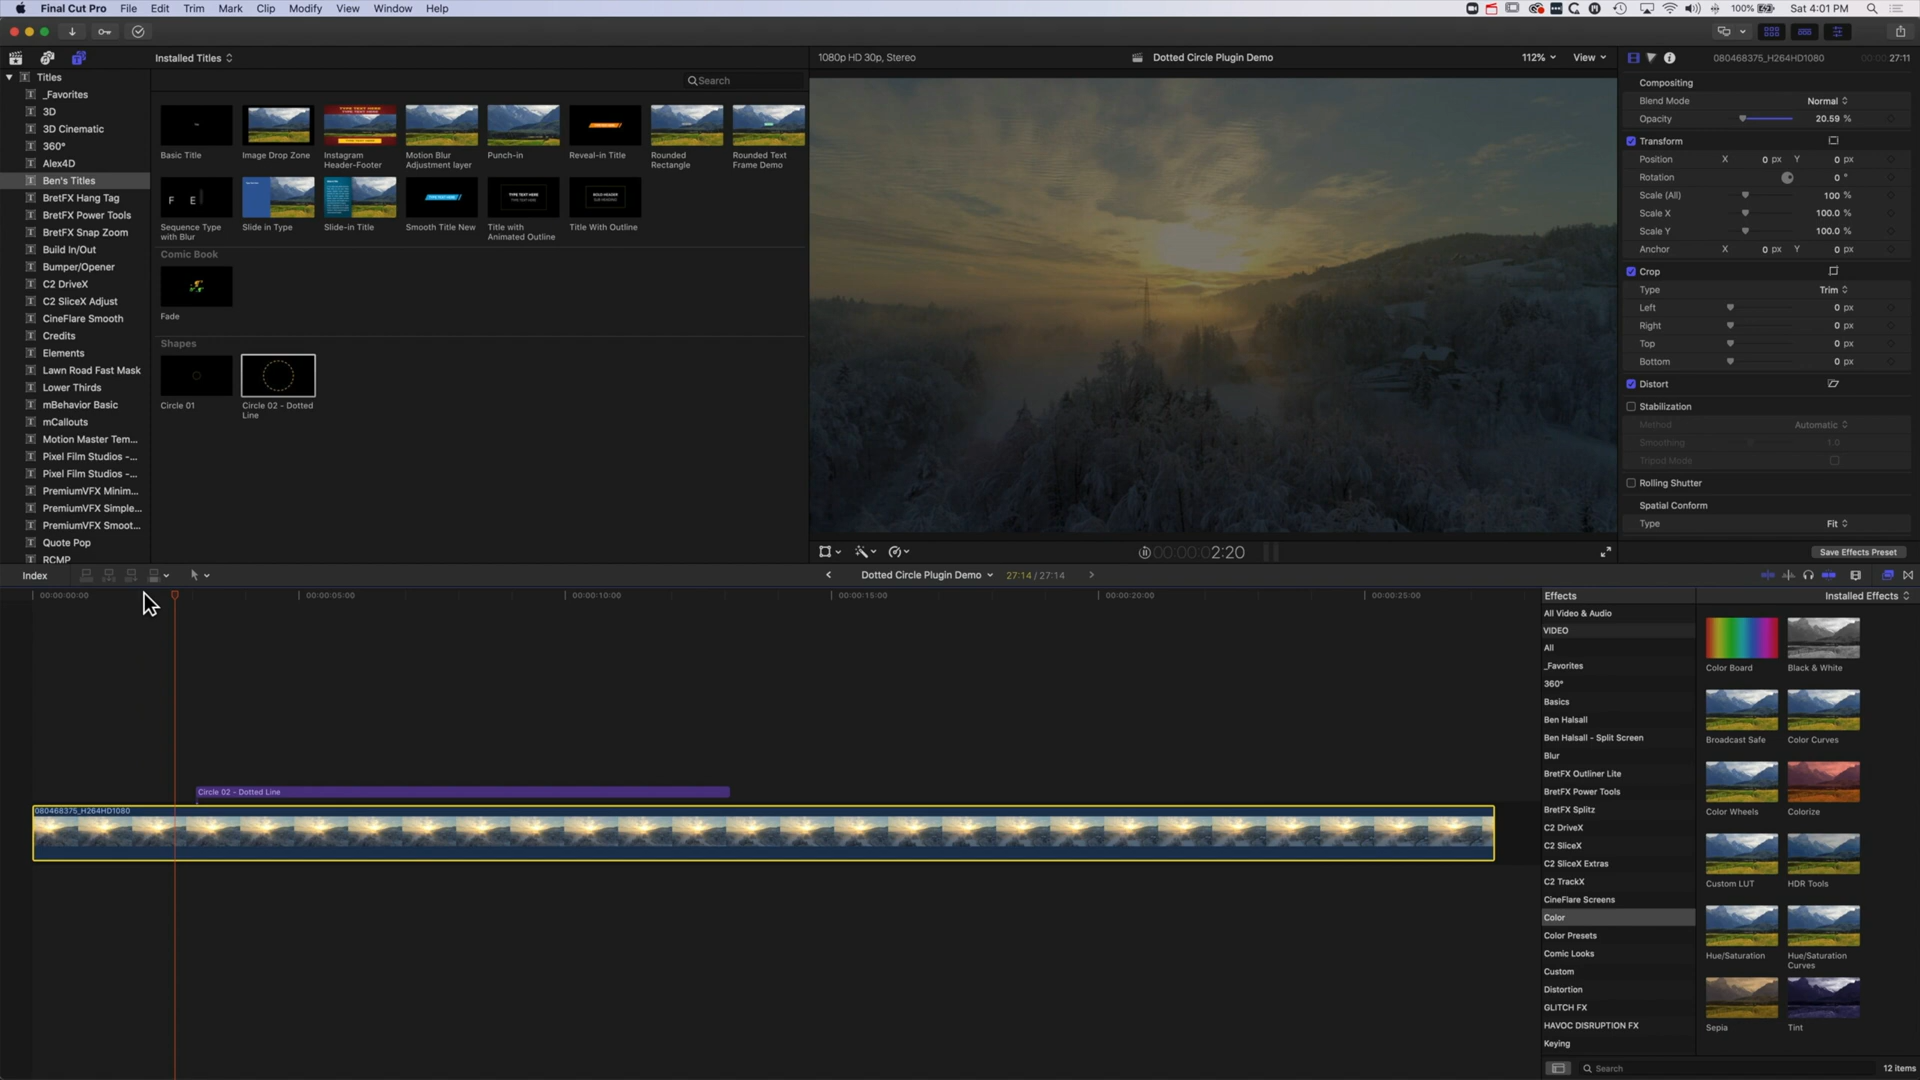 Final Cut Pro File Edit Trim Mark Clip Modify View Window Help
100% Sat 4:01 PM
Installed Titles
1080p HD 30p, Stereo
Dotted Circle Plugin Demo
112%
View
080468375_H264HD1080
27:11
Titles
_Favorites
3D
3D Cinematic
360°
Alex4D
Ben's Titles
BretFX Hang Tag
BretFX Power Tools
BretFX Snap Zoom
Build In/Out
Bumper/Opener
C2 DriveX
C2 SliceX Adjust
CineFlare Smooth
Credits
Elements
Lawn Road Fast Mask
Lower Thirds
mBehavior Basic
mCallouts
Motion Master Tem...
Pixel Film Studios -...
Pixel Film Studios -...
PremiumVFX Minim...
PremiumVFX Simple...
PremiumVFX Smoot...
Quote Pop
RCMP
Search
Basic Title
Image Drop Zone
Instagram
Header-Footer
Motion Blur
Adjustment layer
Punch-in
Reveal-in Title
Rounded
Rectangle
Rounded Text
Frame Demo
Sequence Type
with Blur
Slide in Type
Slide-in Title
Smooth Title New
Title with
Animated Outline
Title With Outline
Comic Book
Fade
Shapes
Circle 01
Circle 02 - Dotted
Line
Compositing
Blend Mode Normal
Opacity 20.59 %
Transform
Position X 0 px Y 0 px
Rotation 0 °
Scale (All) 100 %
Scale X 100.0 %
Scale Y 100.0 %
Anchor X 0 px Y 0 px
Crop
Type Trim
Left 0 px
Right 0 px
Top 0 px
Bottom 0 px
Distort
Stabilization
Method Automatic
Smoothing 1.0
Tripod Mode
Rolling Shutter
Spatial Conform
Type Fit
Save Effects Preset
00:00:00:02:20
Index
Dotted Circle Plugin Demo
27:14 / 27:14
00:00:00:00
00:00:05:00
00:00:10:00
00:00:15:00
00:00:20:00
00:00:25:00
Circle 02 - Dotted Line
080468375_H264HD1080
Effects
Installed Effects
All Video & Audio
VIDEO
All
_Favorites
360°
Basics
Ben Halsall
Ben Halsall - Split Screen
Blur
BretFX Outliner Lite
BretFX Power Tools
BretFX Splitz
C2 DriveX
C2 SliceX
C2 SliceX Extras
C2 TrackX
CineFlare Screens
Color
Color Presets
Comic Looks
Custom
Distortion
GLITCH FX
HAVOC DISRUPTION FX
Keying
Color Board
Black & White
Broadcast Safe
Color Curves
Color Wheels
Colorize
Custom LUT
HDR Tools
Hue/Saturation
Hue/Saturation
Curves
Sepia
Tint
Search
12 items